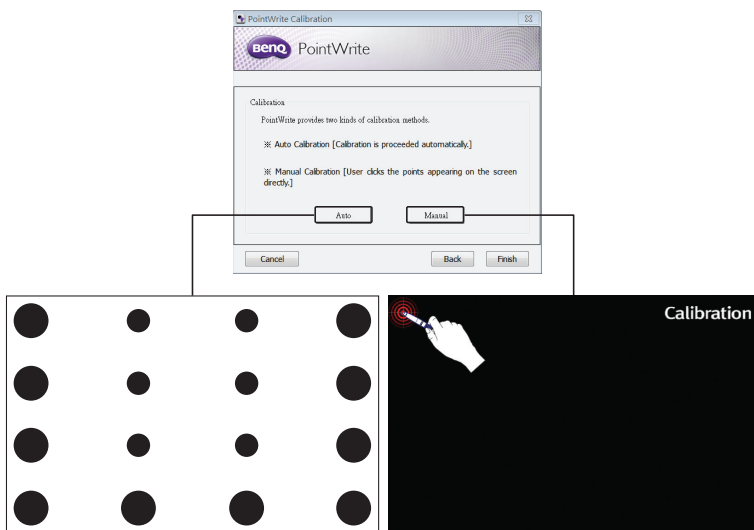 PointWrite Calibration
BenQ PointWrite
Calibration
PointWrite provides two kinds of calibration methods.
※ Auto Calibration [Calibration is proceeded automatically.]
※ Manual Calibration [User clicks the points appearing on the screen
directly.]
Auto Manual
Cancel Back Finish
Calibration